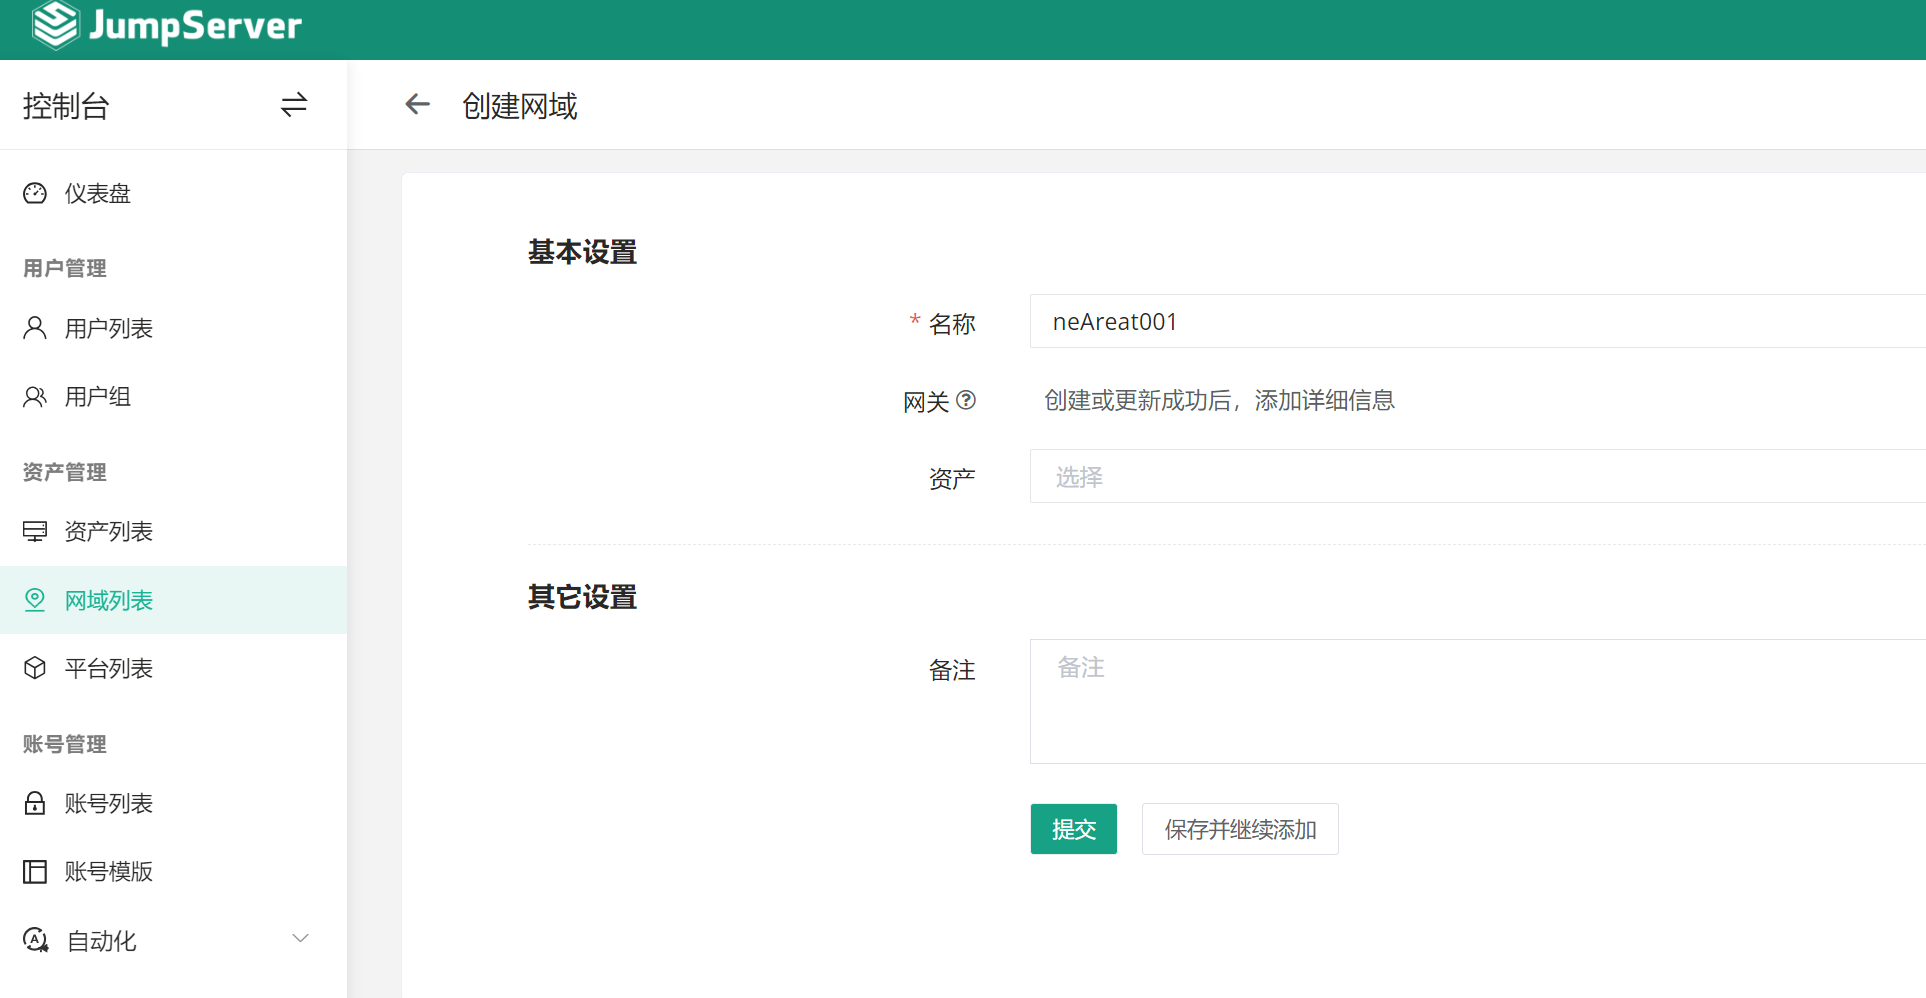 JumpServer
控制台
创建网域
仪表盘
用户管理
用户列表
用户组
资产管理
资产列表
网域列表
平台列表
账号管理
账号列表
账号模版
自动化
基本设置
* 名称
neAreat001
网关
创建或更新成功后，添加详细信息
资产
选择
其它设置
备注
备注
提交
保存并继续添加